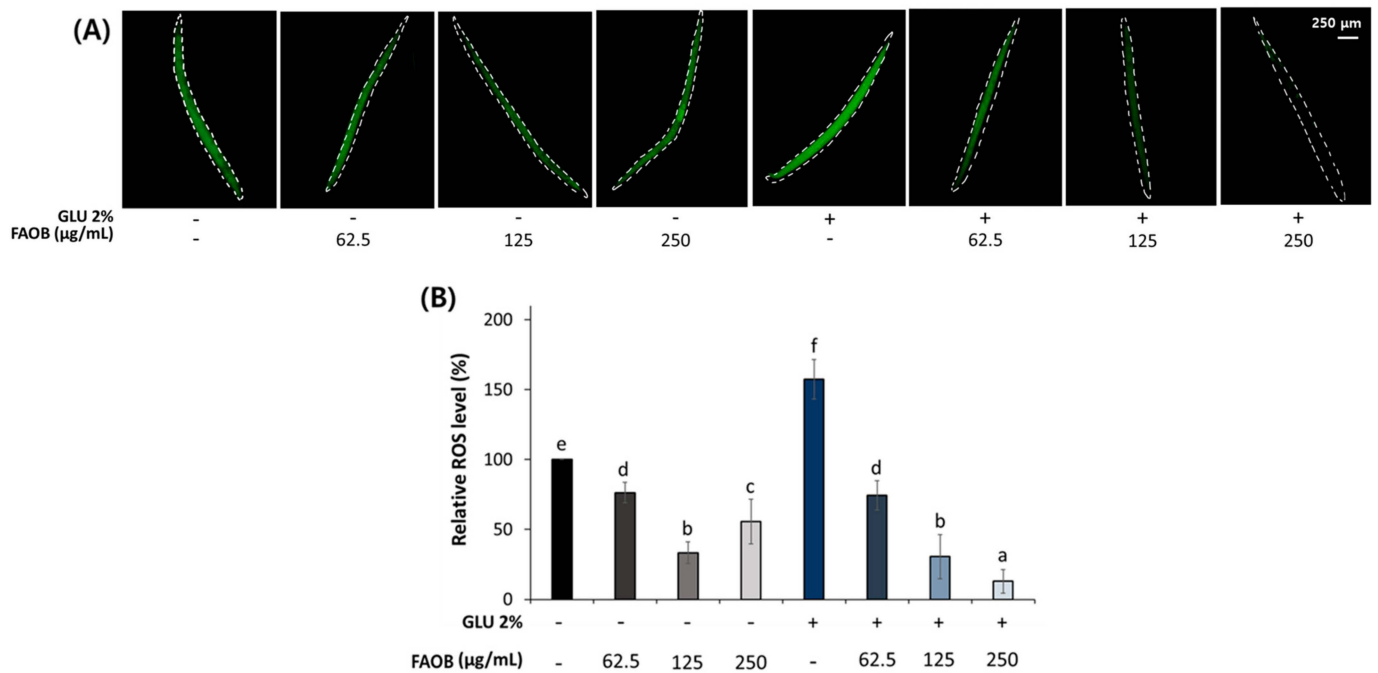 (A)
250 µm
GLU 2% - - - - + + + +
FAOB (µg/mL) - 62.5 125 250 - 62.5 125 250
(B)
Relative ROS level (%)
200
150
100
50
0
e d b c f d b a
GLU 2% - - - - + + + +
FAOB (µg/mL) - 62.5 125 250 - 62.5 125 250